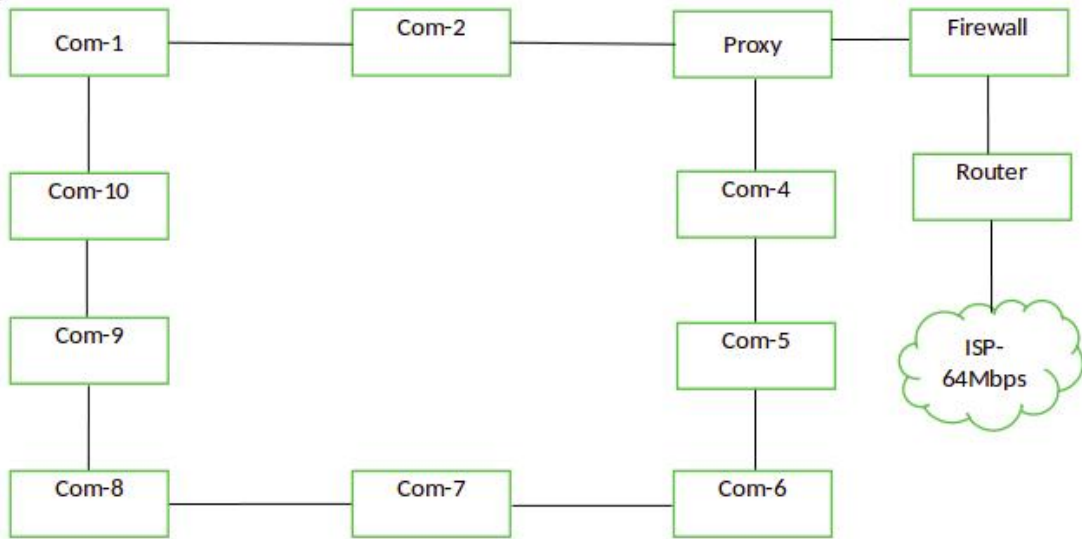 Com-1
Com-2
Proxy
Firewall
Com-10
Com-4
Router
Com-9
Com-5
ISP-
64Mbps
Com-8
Com-7
Com-6